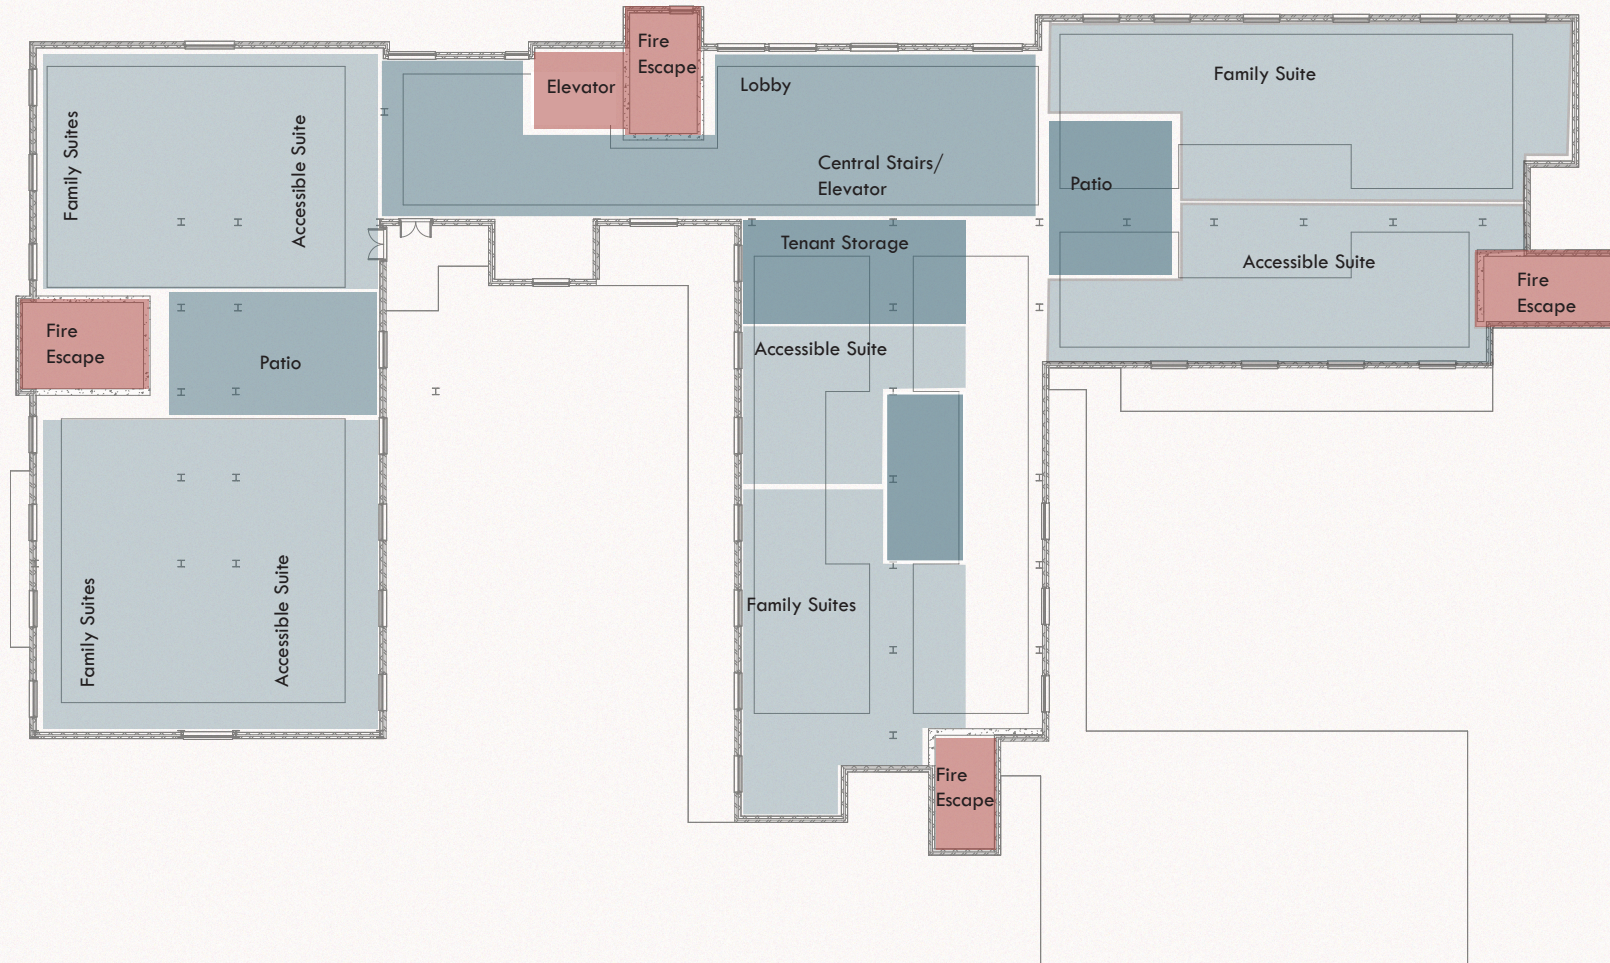 Fire
Escape
Elevator
Lobby
Central Stairs/
Elevator
Family Suite
Family Suites
Accessible Suite
Patio
Tenant Storage
Accessible Suite
Fire
Escape
Fire
Escape
Patio
Accessible Suite
Family Suites
Accessible Suite
Family Suites
Fire
Escape